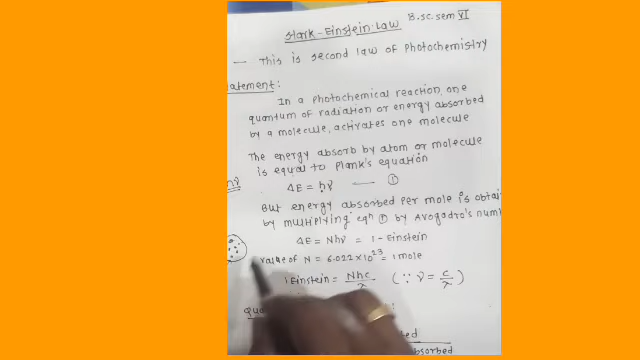 Stark-Einstein Law B.sc.sem VI
— This is second law of Photochemistry
atement:
In a photochemical reaction one
quantum of radiation or energy absorbed
by a molecule, activates one molecule
The energy absorb by atom or molecule
is equal to Plank's equation
ΔE = hν — ①
But energy absorbed per mole is obtai
by multiplying eqn ① by Avogadro's num
ΔE = Nhν = 1-Einstein
value of N = 6.022×10²³ = 1 mole
1 Einstein = Nhc/λ (∵ ν = c/λ)